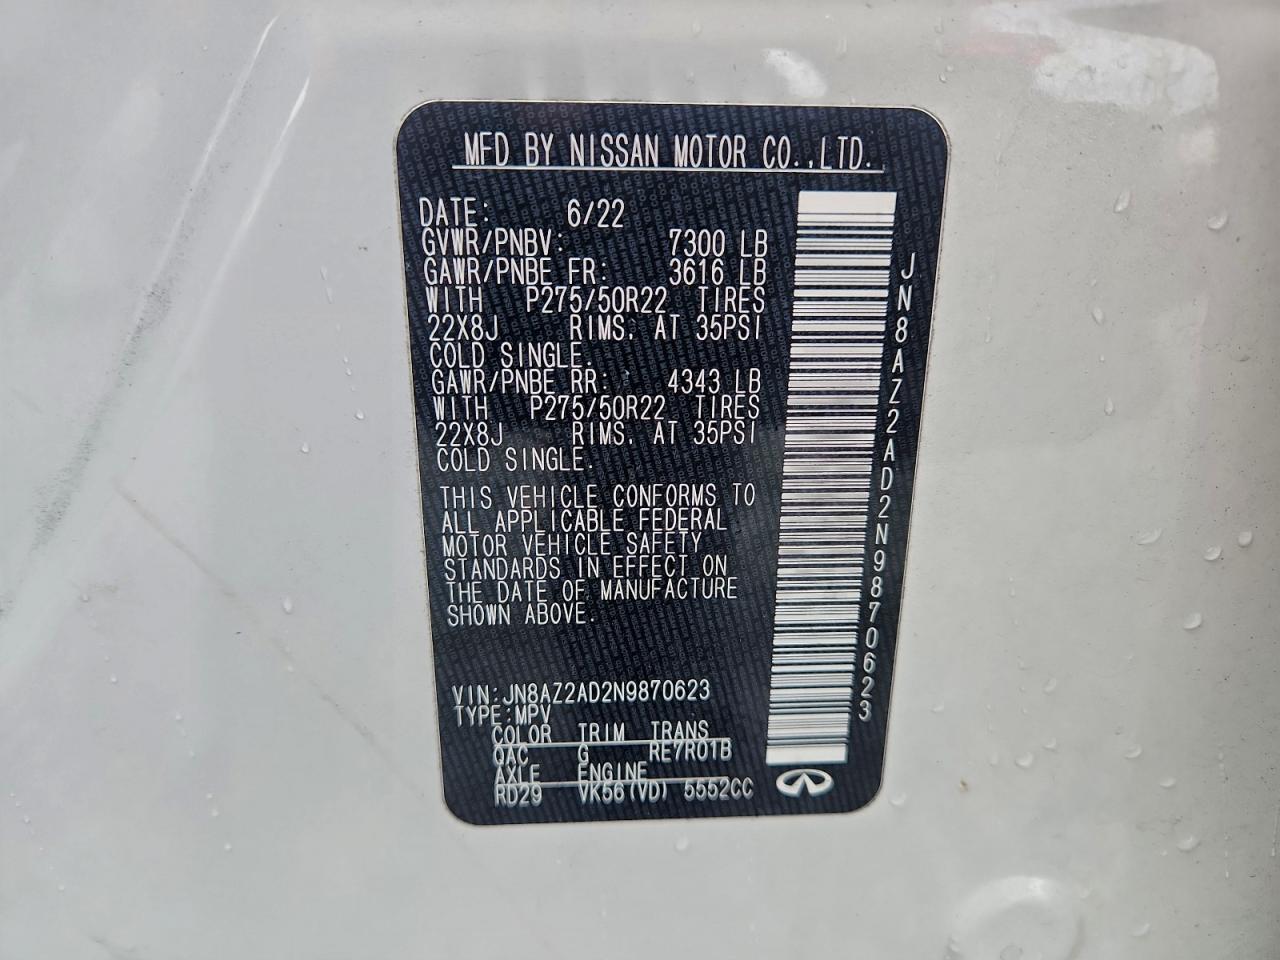 MFD BY NISSAN MOTOR CO.,LTD.
DATE: 6/22
GVWR/PNBV: 7300 LB
GAWR/PNBE FR: 3616 LB
WITH P275/50R22 TIRES
22X8J RIMS. AT 35PSI
COLD SINGLE.
GAWR/PNBE RR: 4343 LB
WITH P275/50R22 TIRES
22X8J RIMS. AT 35PSI
COLD SINGLE.
THIS VEHICLE CONFORMS TO
ALL APPLICABLE FEDERAL
MOTOR VEHICLE SAFETY
STANDARDS IN EFFECT ON
THE DATE OF MANUFACTURE
SHOWN ABOVE.
VIN:JN8AZ2AD2N9870623
TYPE:MPV
COLOR TRIM TRANS
QAC G RE7R01B
AXLE ENGINE
RD29 VK56(VD) 5552CC
JN8AZ2AD2N9870623